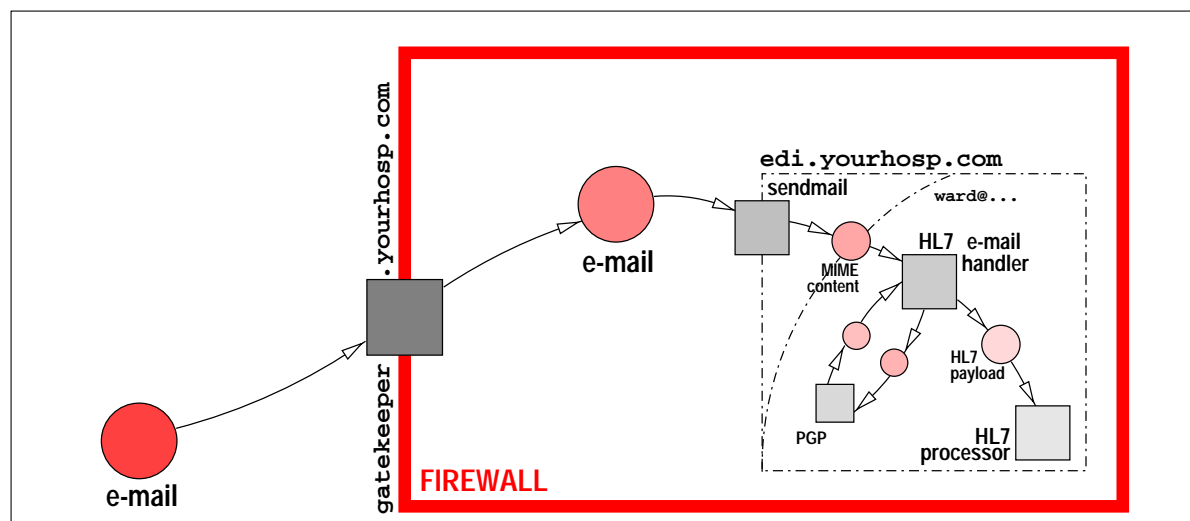 gatekeeper.yourhosp.com
edi.yourhosp.com
sendmail
ward@...
e-mail
MIME
content
HL7 e-mail
handler
HL7
payload
PGP
HL7
processor
e-mail
FIREWALL